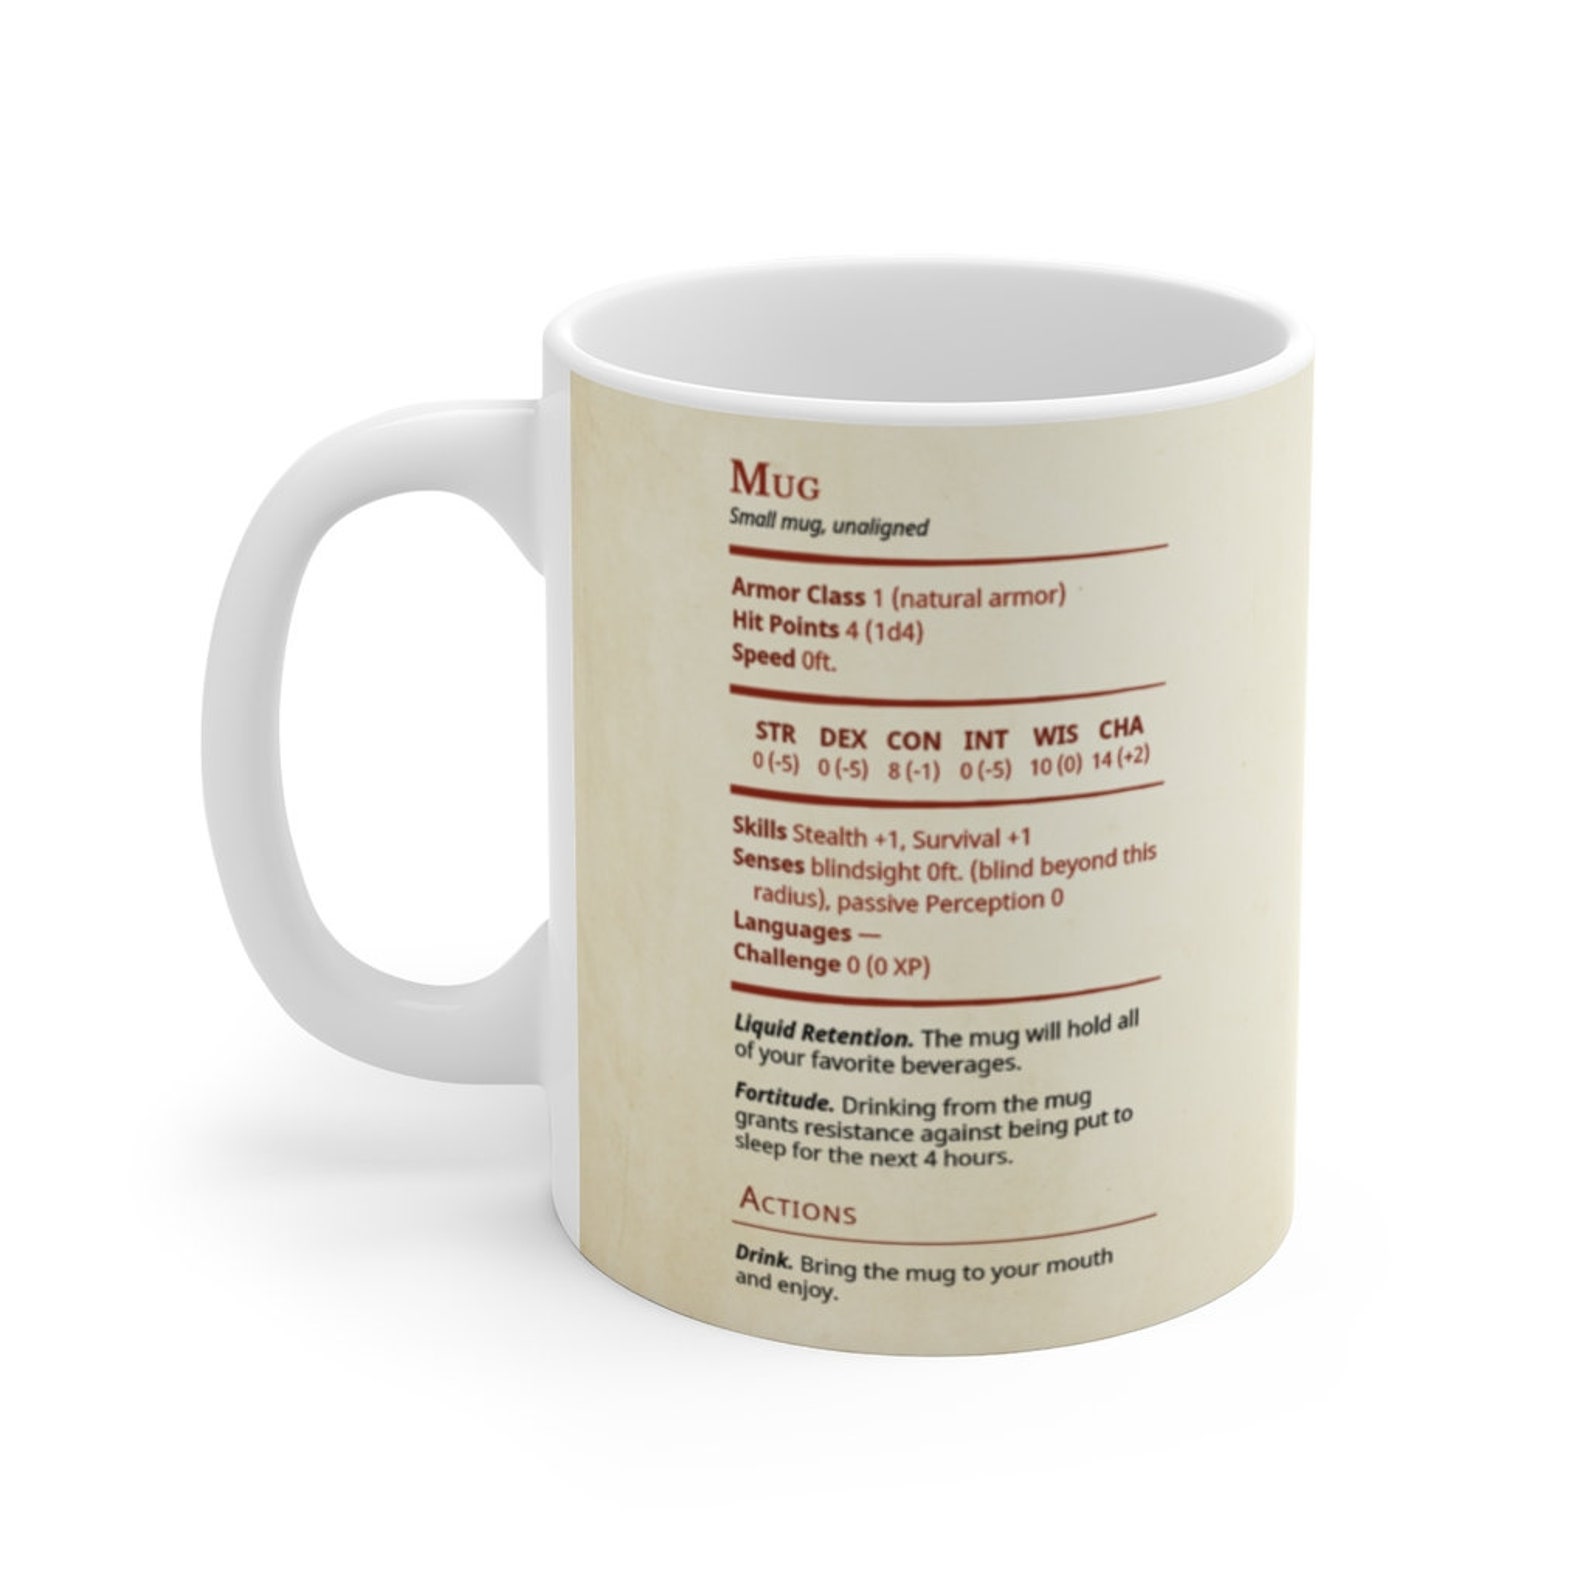 MUG
Small mug, unaligned
Armor Class 1 (natural armor)
Hit Points 4 (1d4)
Speed 0ft.
STR DEX CON INT WIS CHA
0 (-5) 0 (-5) 8 (-1) 0 (-5) 10 (0) 14 (+2)
Skills Stealth +1, Survival +1
Senses blindsight 0ft. (blind beyond this
radius), passive Perception 0
Languages —
Challenge 0 (0 XP)
Liquid Retention. The mug will hold all
of your favorite beverages.
Fortitude. Drinking from the mug
grants resistance against being put to
sleep for the next 4 hours.
ACTIONS
Drink. Bring the mug to your mouth
and enjoy.